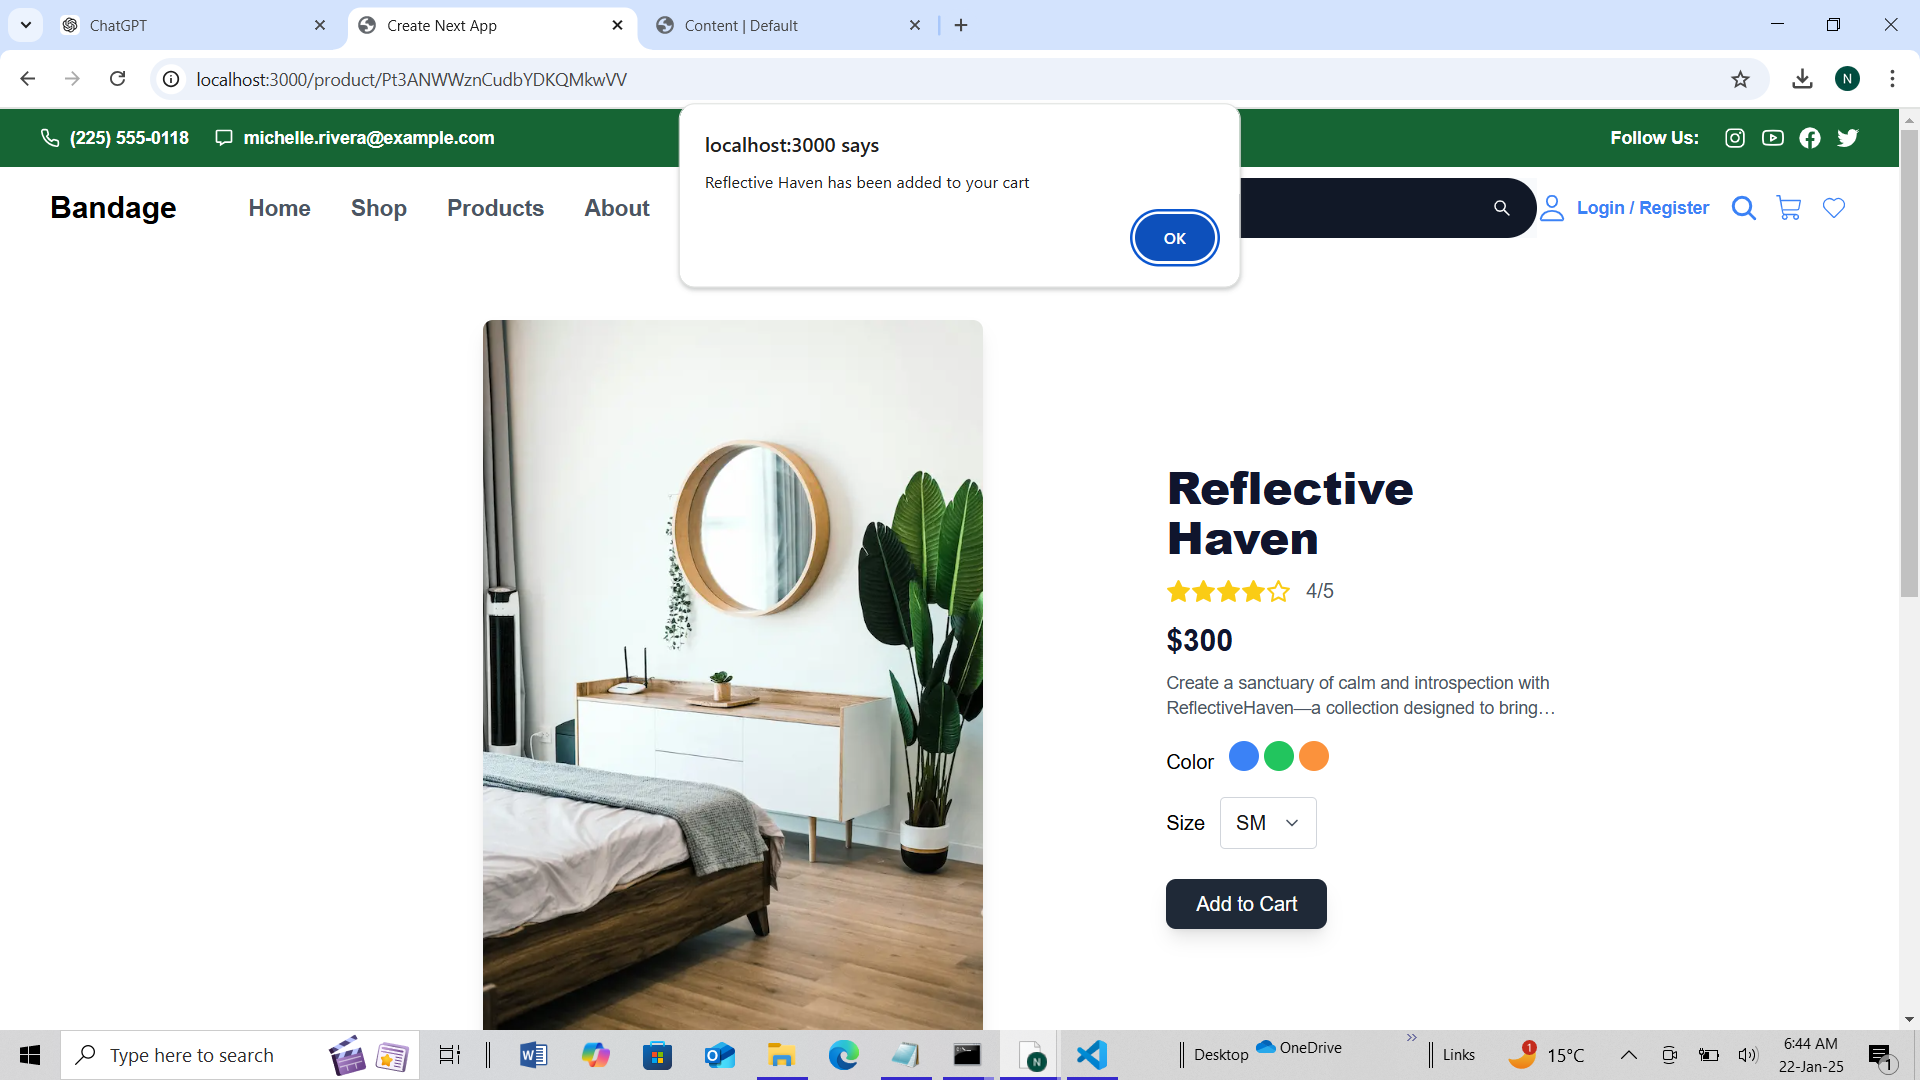 ChatGPT
Create Next App
Content | Default
localhost:3000/product/Pt3ANWWznCudbYDKQMkwVV
N
(225) 555-0118
michelle.rivera@example.com
Follow Us:
localhost:3000 says
Reflective Haven has been added to your cart
OK
Bandage
Home
Shop
Products
About
Login / Register
Reflective
Haven
4/5
$300
Create a sanctuary of calm and introspection with
ReflectiveHaven—a collection designed to bring…
Color
Size
SM
Add to Cart
Type here to search
Desktop
OneDrive
Links
1
15°C
6:44 AM
22-Jan-25
1